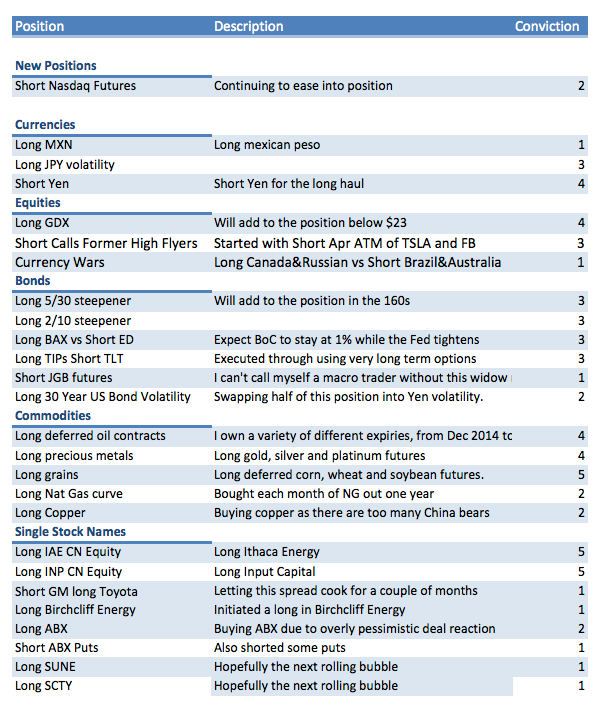 Position Description Conviction
New Positions
Short Nasdaq Futures Continuing to ease into position 2
Currencies
Long MXN Long mexican peso 1
Long JPY volatility 3
Short Yen Short Yen for the long haul 4
Equities
Long GDX Will add to the position below $23 4
Short Calls Former High Flyers Started with Short Apr ATM of TSLA and FB 3
Currency Wars Long Canada&Russian vs Short Brazil&Australia 1
Bonds
Long 5/30 steepener Will add to the position in the 160s 3
Long 2/10 steepener 3
Long BAX vs Short ED Expect BoC to stay at 1% while the Fed tightens 3
Long TIPs Short TLT Executed through using very long term options 3
Short JGB futures I can't call myself a macro trader without this widow 1
Long 30 Year US Bond Volatility Swapping half of this position into Yen volatility. 2
Commodities
Long deferred oil contracts I own a variety of different expiries, from Dec 2014 to 4
Long precious metals Long gold, silver and platinum futures 4
Long grains Long deferred corn, wheat and soybean futures. 5
Long Nat Gas curve Bought each month of NG out one year 2
Long Copper Buying copper as there are too many China bears 2
Single Stock Names
Long IAE CN Equity Long Ithaca Energy 5
Long INP CN Equity Long Input Capital 5
Short GM long Toyota Letting this spread cook for a couple of months 1
Long Birchcliff Energy Initiated a long in Birchcliff Energy 1
Long ABX Buying ABX due to overly pessimistic deal reaction 2
Short ABX Puts Also shorted some puts 1
Long SUNE Hopefully the next rolling bubble 1
Long SCTY Hopefully the next rolling bubble 1